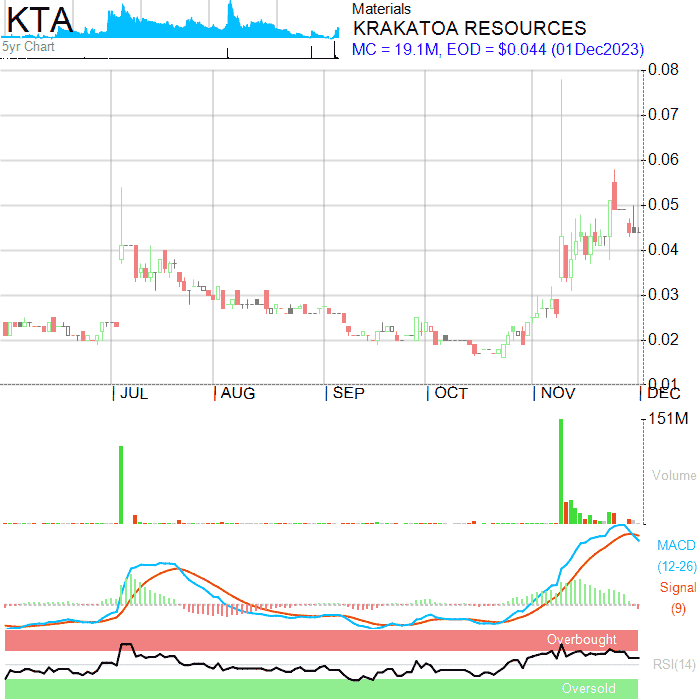 KTA
5yr Chart
Materials
KRAKATOA RESOURCES
MC = 19.1M, EOD = $0.044 (01Dec2023)
0.08
0.07
0.06
0.05
0.04
0.03
0.02
0.01
JUL AUG SEP OCT NOV DEC
151M
Volume
MACD
(12-26)
Signal
(9)
Overbought
RSI(14)
Oversold